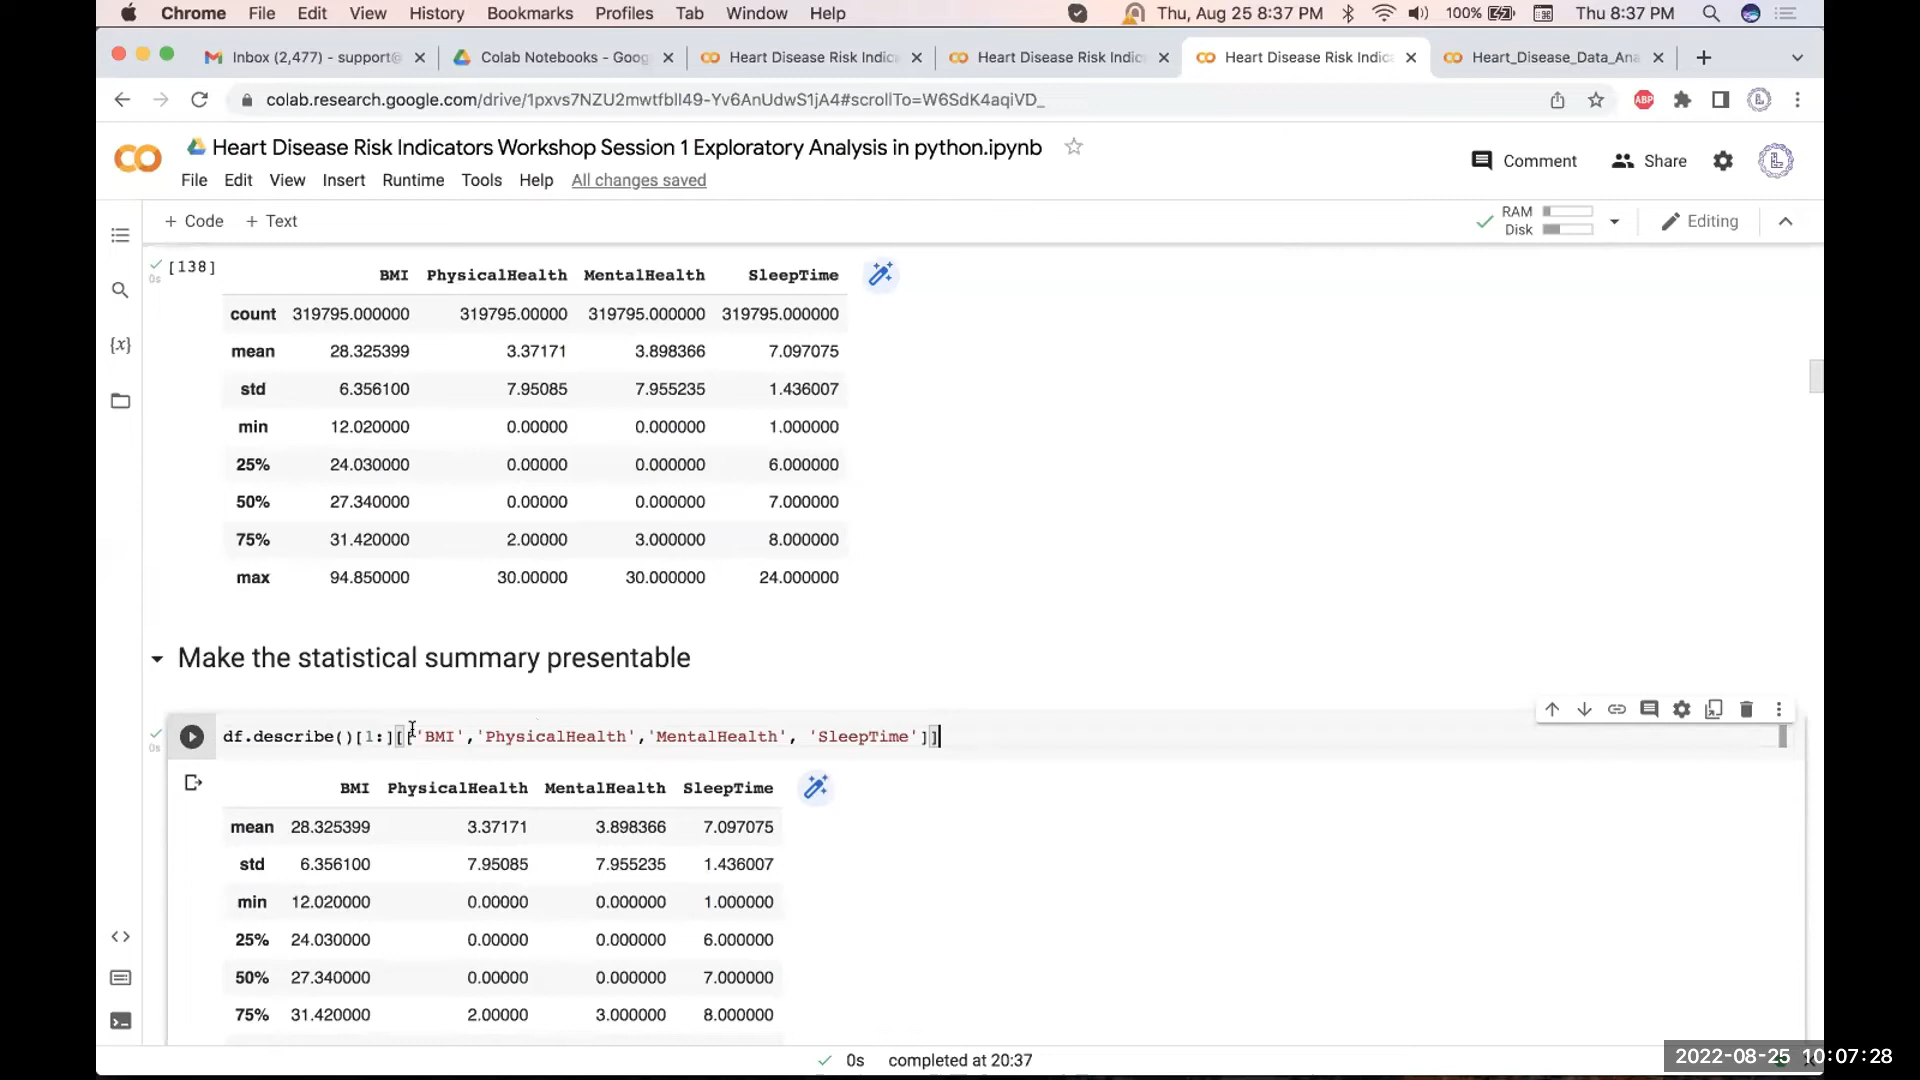 Chrome File Edit View History Bookmarks Profiles Tab Window Help Thu, Aug 25 8:37 PM 100% Thu 8:37 PM
Inbox (2,477) - support@ Colab Notebooks - Goog Heart Disease Risk Indic Heart Disease Risk Indic Heart Disease Risk Indica Heart_Disease_Data_Ana
colab.research.google.com/drive/1pxvs7NZU2mwtfbll49-Yv6AnUdwS1jA4#scrollTo=W6SdK4aqiVD_ ABP
Heart Disease Risk Indicators Workshop Session 1 Exploratory Analysis in python.ipynb
Comment Share
File Edit View Insert Runtime Tools Help All changes saved
+ Code + Text RAM Disk Editing
[138]
0s
BMI PhysicalHealth MentalHealth SleepTime
count 319795.000000 319795.00000 319795.000000 319795.000000
mean 28.325399 3.37171 3.898366 7.097075
std 6.356100 7.95085 7.955235 1.436007
min 12.020000 0.00000 0.000000 1.000000
25% 24.030000 0.00000 0.000000 6.000000
50% 27.340000 0.00000 0.000000 7.000000
75% 31.420000 2.00000 3.000000 8.000000
max 94.850000 30.00000 30.000000 24.000000
Make the statistical summary presentable
0s
df.describe()[1:][['BMI','PhysicalHealth','MentalHealth', 'SleepTime']]
BMI PhysicalHealth MentalHealth SleepTime
mean 28.325399 3.37171 3.898366 7.097075
std 6.356100 7.95085 7.955235 1.436007
min 12.020000 0.00000 0.000000 1.000000
25% 24.030000 0.00000 0.000000 6.000000
50% 27.340000 0.00000 0.000000 7.000000
75% 31.420000 2.00000 3.000000 8.000000
0s completed at 20:37
2022-08-25 10:07:28